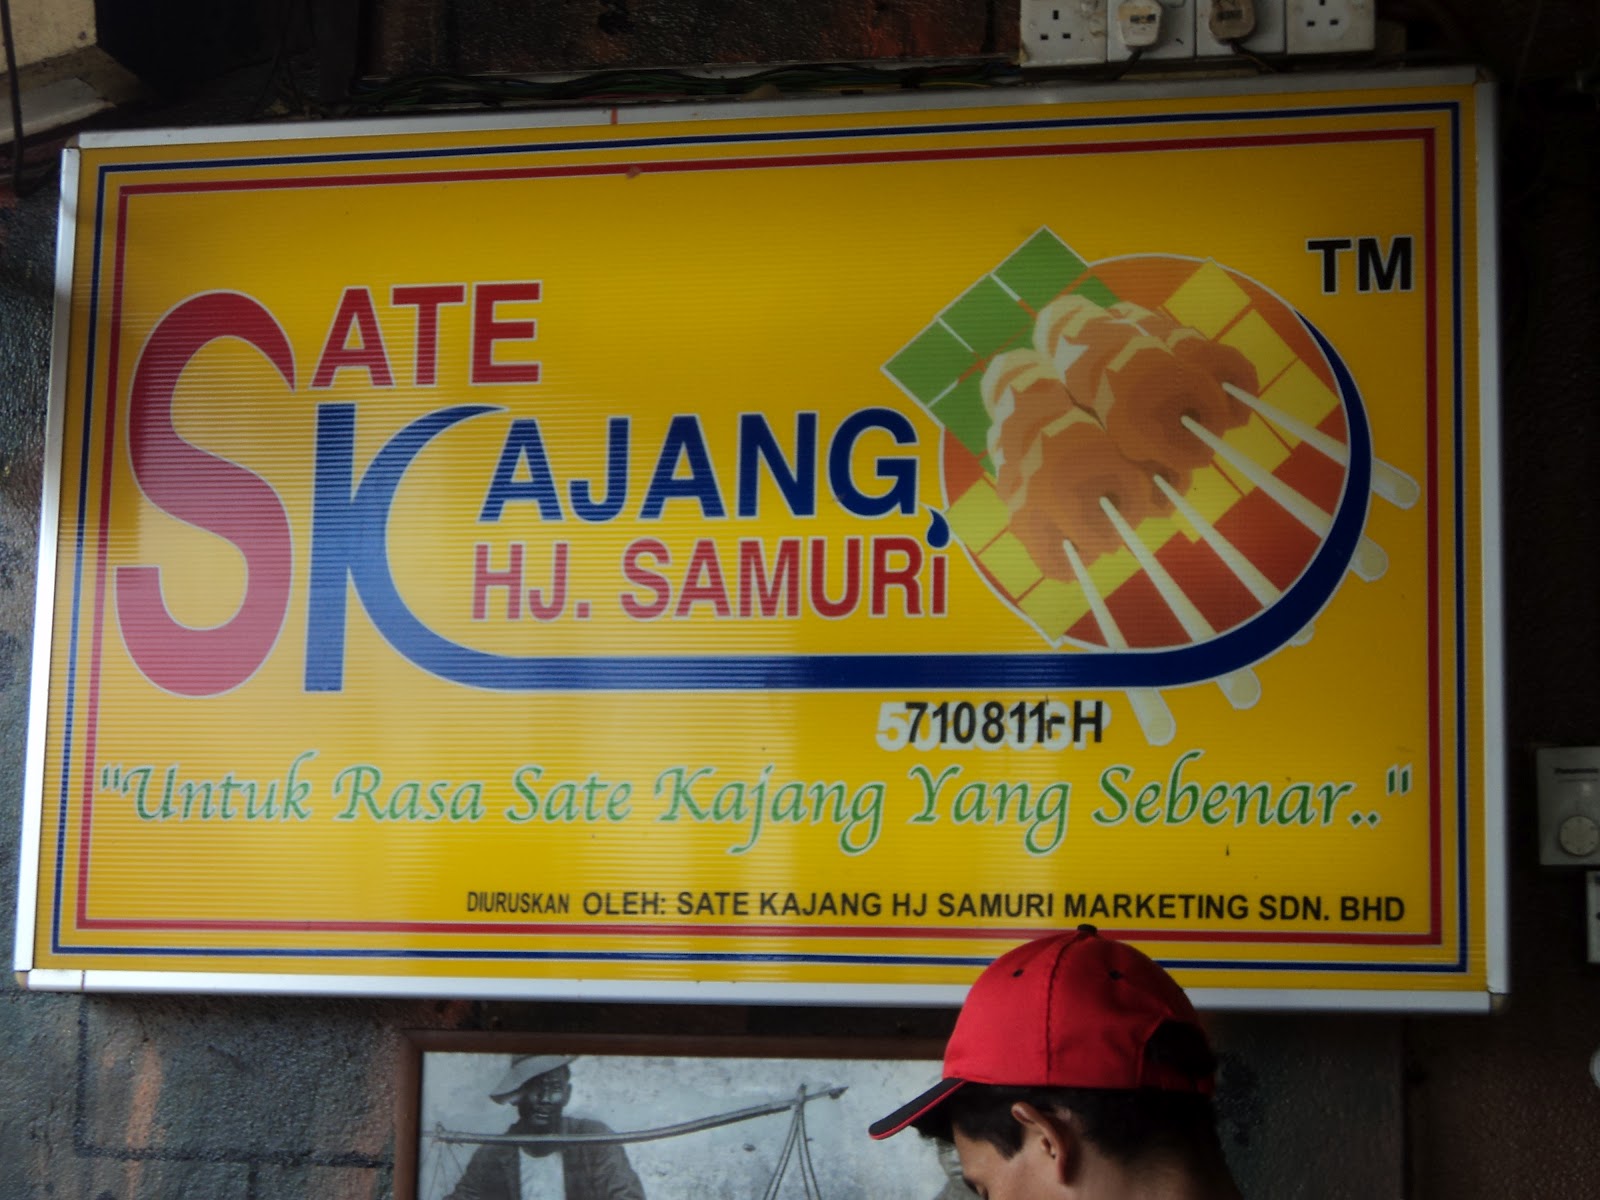 SATE
KAJANG
HJ. SAMURi
TM
710811-H
"Untuk Rasa Sate Kajang Yang Sebenar.."
DIURUSKAN OLEH: SATE KAJANG HJ SAMURI MARKETING SDN. BHD